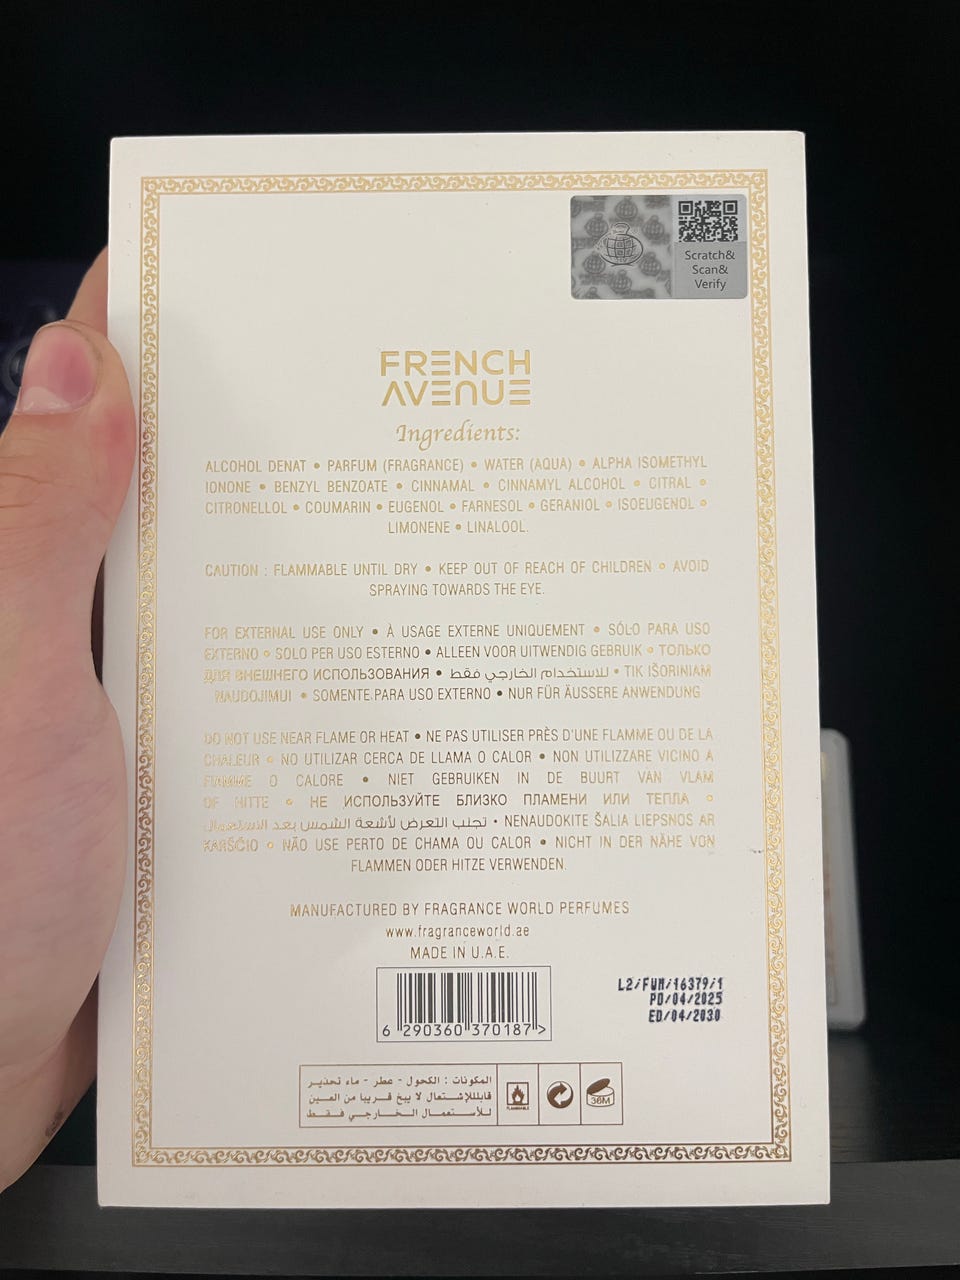 Scratch&
Scan&
Verify
FRENCH
AVENUE
Ingredients:
ALCOHOL DENAT • PARFUM (FRAGRANCE) • WATER (AQUA) • ALPHA ISOMETHYL
IONONE • BENZYL BENZOATE • CINNAMAL • CINNAMYL ALCOHOL • CITRAL •
CITRONELLOL • COUMARIN • EUGENOL • FARNESOL • GERANIOL • ISOEUGENOL •
LIMONENE • LINALOOL.
CAUTION : FLAMMABLE UNTIL DRY • KEEP OUT OF REACH OF CHILDREN • AVOID
SPRAYING TOWARDS THE EYE.
FOR EXTERNAL USE ONLY • À USAGE EXTERNE UNIQUEMENT • SÓLO PARA USO
EXTERNO • SOLO PER USO ESTERNO • ALLEEN VOOR UITWENDIG GEBRUIK • ТОЛЬКО
ДЛЯ ВНЕШНЕГО ИСПОЛЬЗОВАНИЯ • للاستخدام الخارجي فقط • TIK IŠORINIAM
NAUDOJIMUI • SOMENTE PARA USO EXTERNO • NUR FÜR ÄUSSERE ANWENDUNG
DO NOT USE NEAR FLAME OR HEAT • NE PAS UTILISER PRÈS D'UNE FLAMME OU DE LA
CHALEUR • NO UTILIZAR CERCA DE LLAMA O CALOR • NON UTILIZZARE VICINO A
FIAMME O CALORE • NIET GEBRUIKEN IN DE BUURT VAN VLAM
OF HITTE • НЕ ИСПОЛЬЗУЙТЕ БЛИЗКО ПЛАМЕНИ ИЛИ ТЕПЛА •
تجنب التعرض لأشعة الشمس بعد الاستعمال • NENAUDOKITE ŠALIA LIEPSNOS AR
KARŠČIO • NÃO USE PERTO DE CHAMA OU CALOR • NICHT IN DER NÄHE VON
FLAMMEN ODER HITZE VERWENDEN.
MANUFACTURED BY FRAGRANCE WORLD PERFUMES
www.fragranceworld.ae
MADE IN U.A.E.
6 290360 370187 >
L2/FUM/16379/1
PD/04/2025
ED/04/2030
المكونات : الكحول - عطر - ماء تحذير
قابللإشتعال لا يبخ قريبا من العين
للأستعمال الخارجي فقط
FLAMMABLE
36M